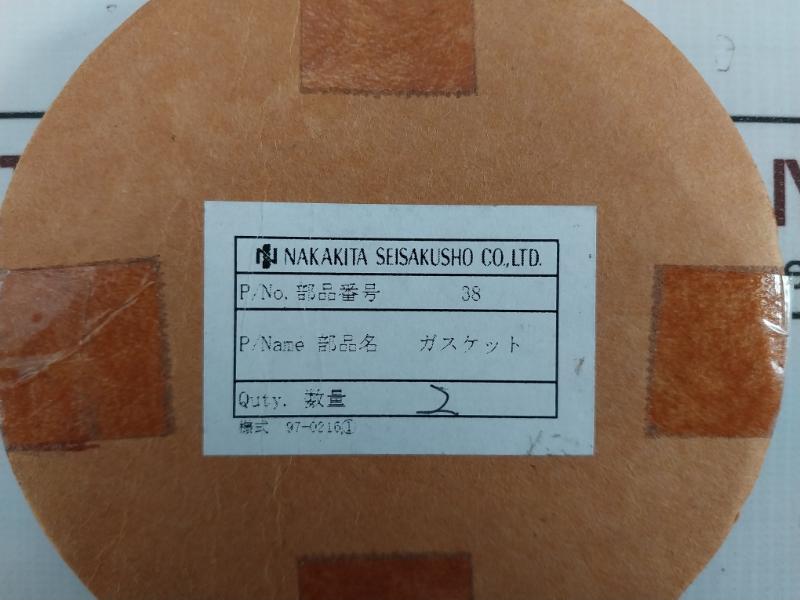 NAKAKITA SEISAKUSHO CO.,LTD.
P/No. 部品番号 38
P/Name 部品名 ガスケット
Quty. 数量 2
様式 97-0216①